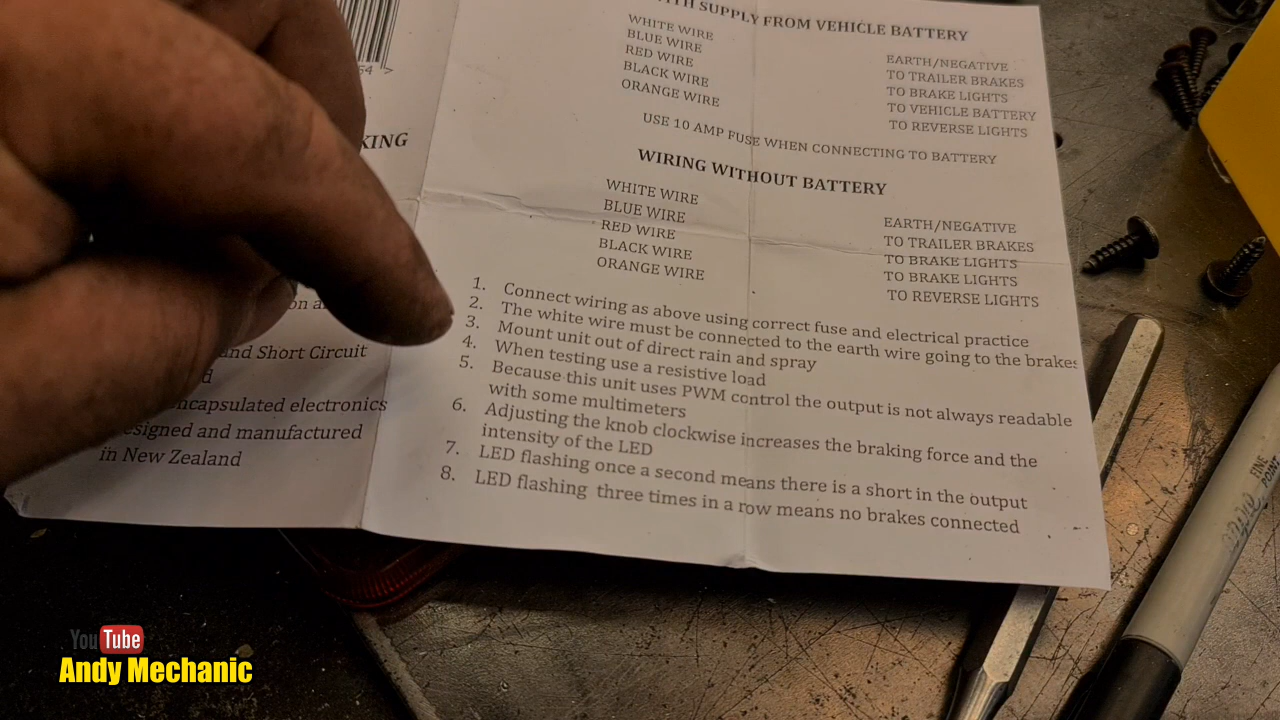 54 >
KING
and Short Circuit
encapsulated electronics
designed and manufactured
in New Zealand
SUPPLY FROM VEHICLE BATTERY
WHITE WIRE EARTH/NEGATIVE
BLUE WIRE TO TRAILER BRAKES
RED WIRE TO BRAKE LIGHTS
BLACK WIRE TO VEHICLE BATTERY
ORANGE WIRE TO REVERSE LIGHTS
USE 10 AMP FUSE WHEN CONNECTING TO BATTERY
WIRING WITHOUT BATTERY
WHITE WIRE EARTH/NEGATIVE
BLUE WIRE TO TRAILER BRAKES
RED WIRE TO BRAKE LIGHTS
BLACK WIRE TO BRAKE LIGHTS
ORANGE WIRE TO REVERSE LIGHTS
1. Connect wiring as above using correct fuse and electrical practice
2. The white wire must be connected to the earth wire going to the brakes
3. Mount unit out of direct rain and spray
4. When testing use a resistive load
5. Because this unit uses PWM control the output is not always readable
with some multimeters
6. Adjusting the knob clockwise increases the braking force and the
intensity of the LED
7. LED flashing once a second means there is a short in the output
8. LED flashing three times in a row means no brakes connected
FINE
POINT
YouTube
Andy Mechanic